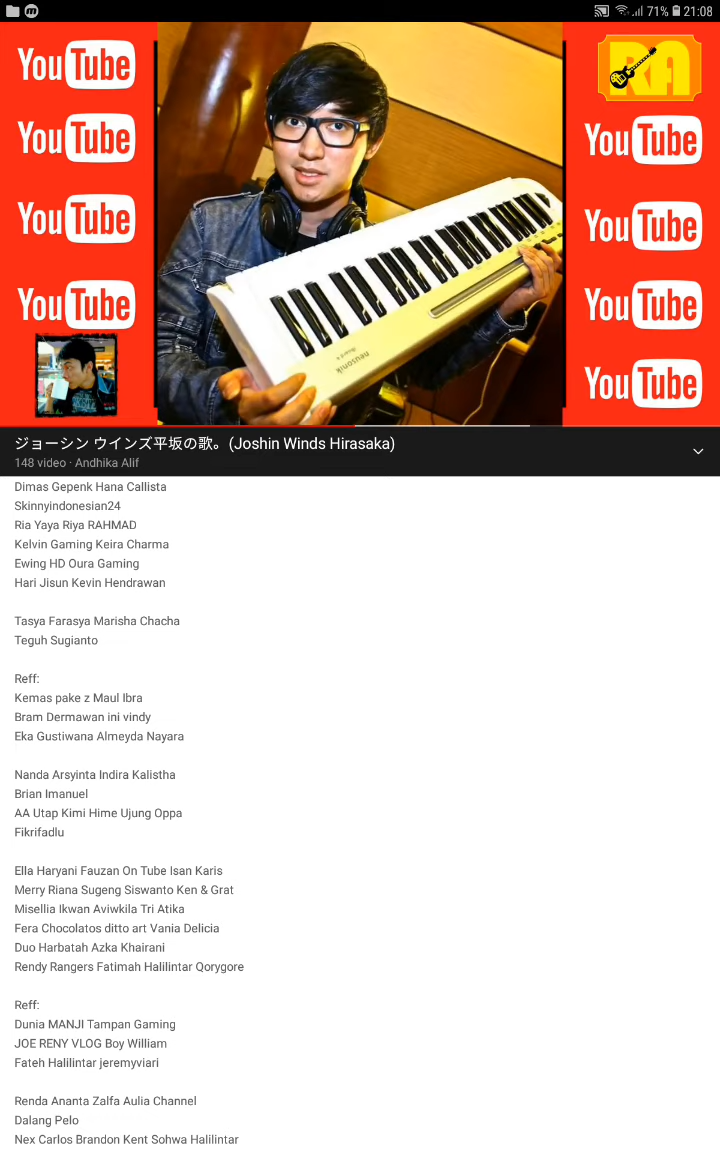 71% 21:08
YouTube
RA
YouTube
YouTube
YouTube
YouTube
YouTube
YouTube
YouTube
neusonik
ジョーシン ウインズ平坂の歌。(Joshin Winds Hirasaka)
148 video · Andhika Alif
Dimas Gepenk Hana Callista
Skinnyindonesian24
Ria Yaya Riya RAHMAD
Kelvin Gaming Keira Charma
Ewing HD Oura Gaming
Hari Jisun Kevin Hendrawan
Tasya Farasya Marisha Chacha
Teguh Sugianto
Reff:
Kemas pake z Maul Ibra
Bram Dermawan ini vindy
Eka Gustiwana Almeyda Nayara
Nanda Arsyinta Indira Kalistha
Brian Imanuel
AA Utap Kimi Hime Ujung Oppa
Fikrifadlu
Ella Haryani Fauzan On Tube Isan Karis
Merry Riana Sugeng Siswanto Ken & Grat
Misellia Ikwan Aviwkila Tri Atika
Fera Chocolatos ditto art Vania Delicia
Duo Harbatah Azka Khairani
Rendy Rangers Fatimah Halilintar Qorygore
Reff:
Dunia MANJI Tampan Gaming
JOE RENY VLOG Boy William
Fateh Halilintar jeremyviari
Renda Ananta Zalfa Aulia Channel
Dalang Pelo
Nex Carlos Brandon Kent Sohwa Halilintar